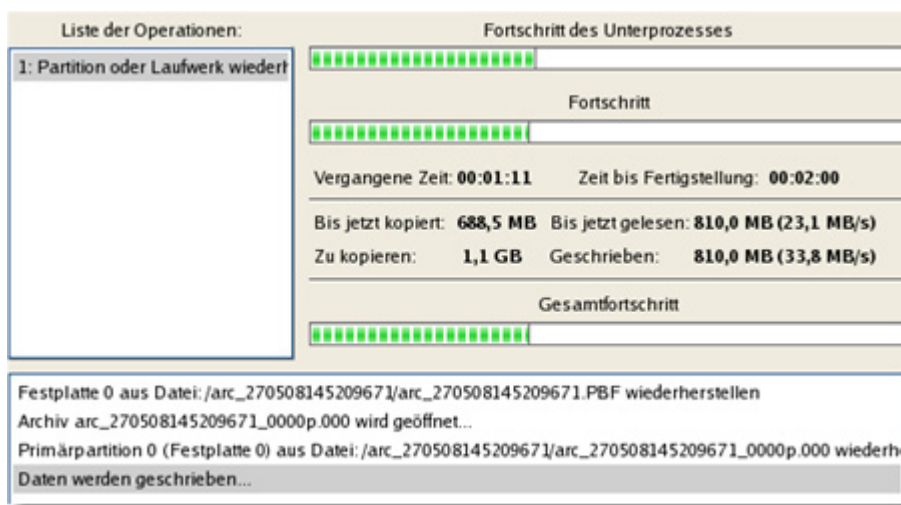 Liste der Operationen:
1: Partition oder Laufwerk wiederh
Fortschritt des Unterprozesses
Fortschritt
Vergangene Zeit: 00:01:11 Zeit bis Fertigstellung: 00:02:00
Bis jetzt kopiert: 688,5 MB Bis jetzt gelesen: 810,0 MB (23,1 MB/s)
Zu kopieren: 1,1 GB Geschrieben: 810,0 MB (33,8 MB/s)
Gesamtfortschritt
Festplatte 0 aus Datei: /arc_270508145209671/arc_270508145209671.PBF wiederherstellen
Archiv arc_270508145209671_0000p.000 wird geöffnet...
Primärpartition 0 (Festplatte 0) aus Datei: /arc_270508145209671/arc_270508145209671_0000p.000 wiederh
Daten werden geschrieben...